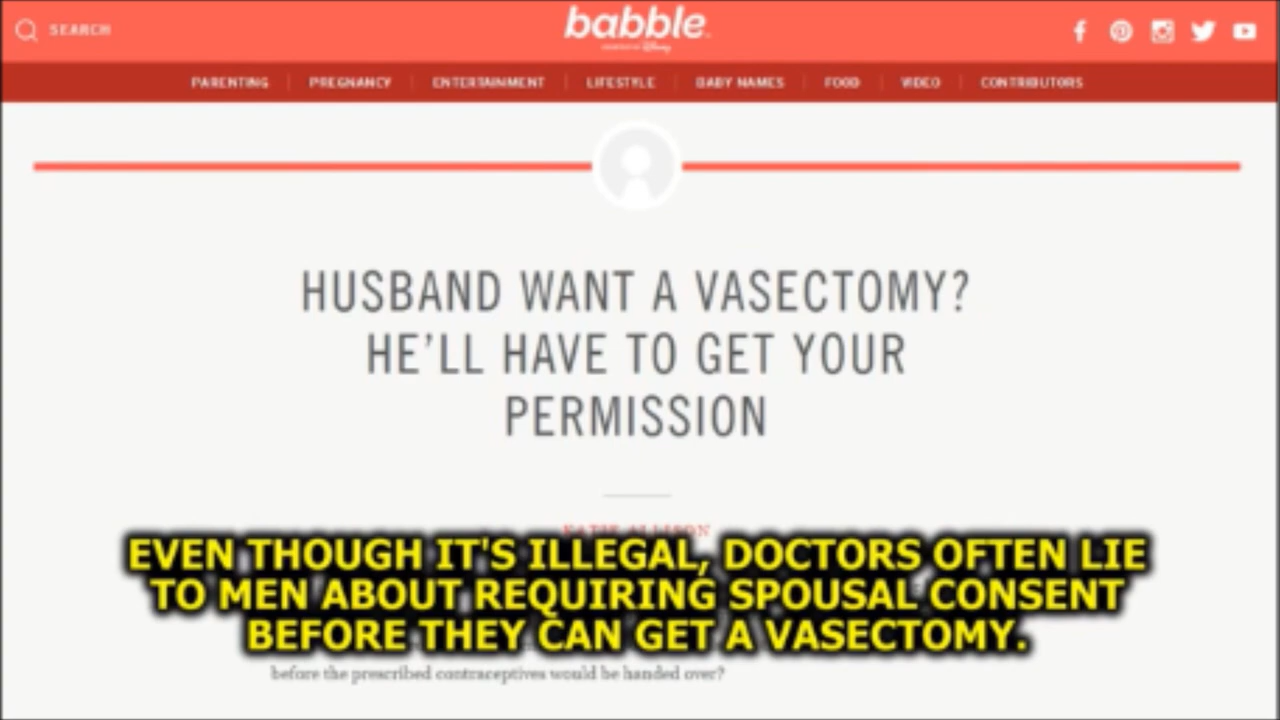 SEARCH
babble
PARENTING
PREGNANCY
ENTERTAINMENT
LIFESTYLE
BABY NAMES
FOOD
VIDEO
CONTRIBUTORS
HUSBAND WANT A VASECTOMY?
HE'LL HAVE TO GET YOUR
PERMISSION
EVEN THOUGH IT'S ILLEGAL, DOCTORS OFTEN LIE
TO MEN ABOUT REQUIRING SPOUSAL CONSENT
BEFORE THEY CAN GET A VASECTOMY.
before the prescribed contraceptives would be handed over?